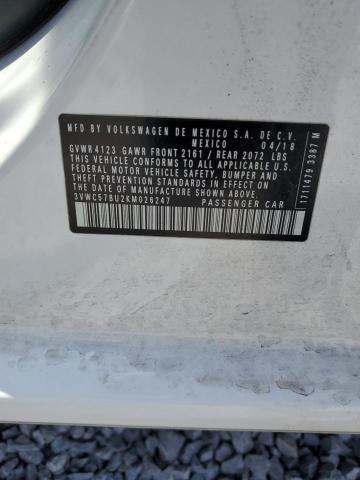 MFD BY VOLKSWAGEN DE MEXICO S.A. DE C.V.
MEXICO 04/18
GVWR 4123 GAWR FRONT 2161 / REAR 2072 LBS
THIS VEHICLE CONFORMS TO ALL APPLICABLE U.S.
FEDERAL MOTOR VEHICLE SAFETY, BUMPER AND
THEFT PREVENTION STANDARDS IN EFFECT ON THE
DATE OF MANUFACTURE SHOWN ABOVE.
3VWC57BU2KM026247 PASSENGER CAR
1711479 3387 M